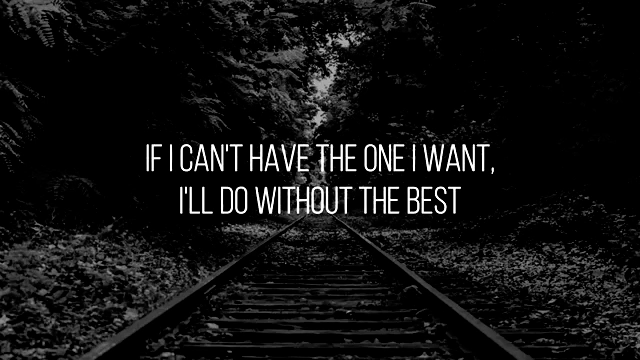 IF I CAN'T HAVE THE ONE I WANT,
I'LL DO WITHOUT THE BEST